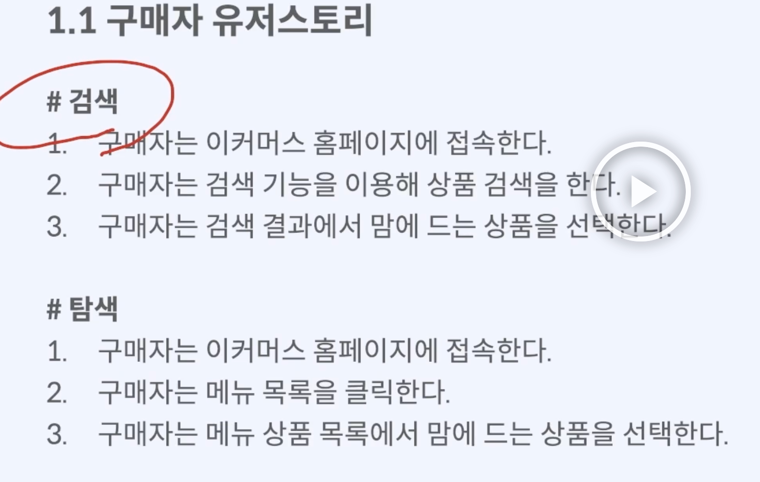 1.1 구매자 유저스토리
# 검색
1. 구매자는 이커머스 홈페이지에 접속한다.
2. 구매자는 검색 기능을 이용해 상품 검색을 한다.
3. 구매자는 검색 결과에서 맘에 드는 상품을 선택한다.
# 탐색
1. 구매자는 이커머스 홈페이지에 접속한다.
2. 구매자는 메뉴 목록을 클릭한다.
3. 구매자는 메뉴 상품 목록에서 맘에 드는 상품을 선택한다.